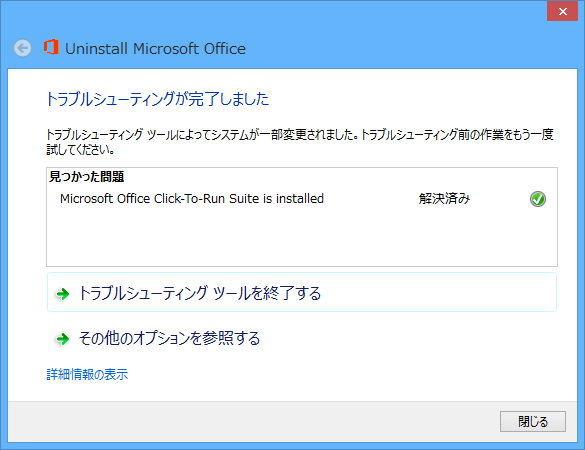 Uninstall Microsoft Office
トラブルシューティングが完了しました
トラブルシューティング ツールによってシステムが一部変更されました。トラブルシューティング前の作業をもう一度
試してください。
見つかった問題
Microsoft Office Click-To-Run Suite is installed 解決済み
トラブルシューティング ツールを終了する
その他のオプションを参照する
詳細情報の表示
閉じる